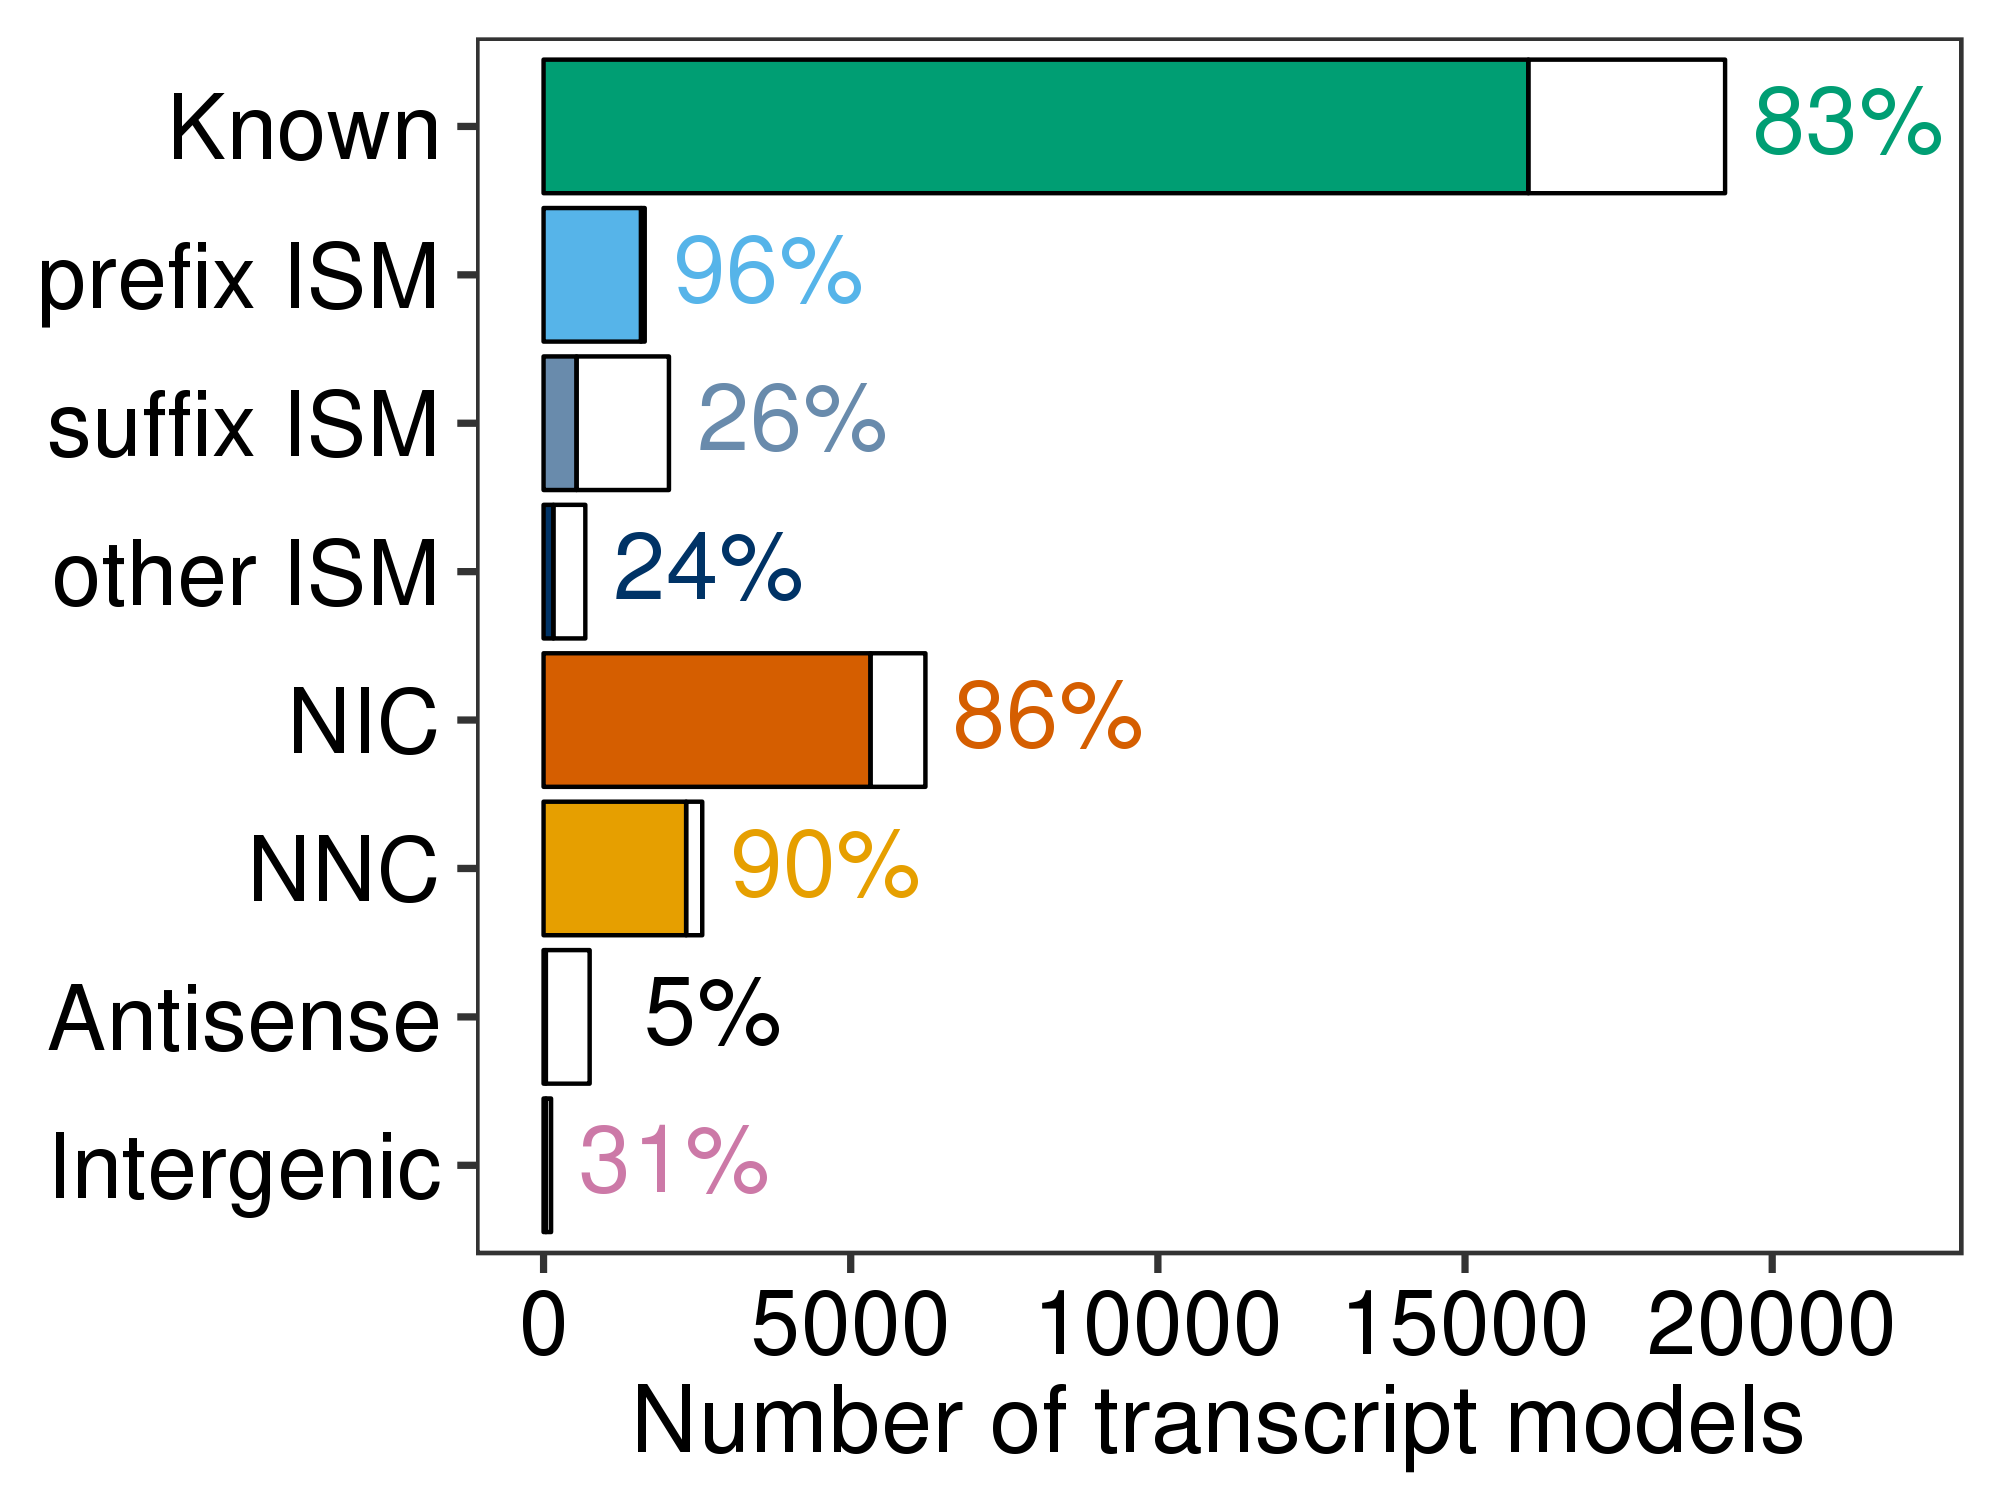 Known 83%
prefix ISM 96%
suffix ISM 26%
other ISM 24%
NIC 86%
NNC 90%
Antisense 5%
Intergenic 31%
0 5000 10000 15000 20000
Number of transcript models